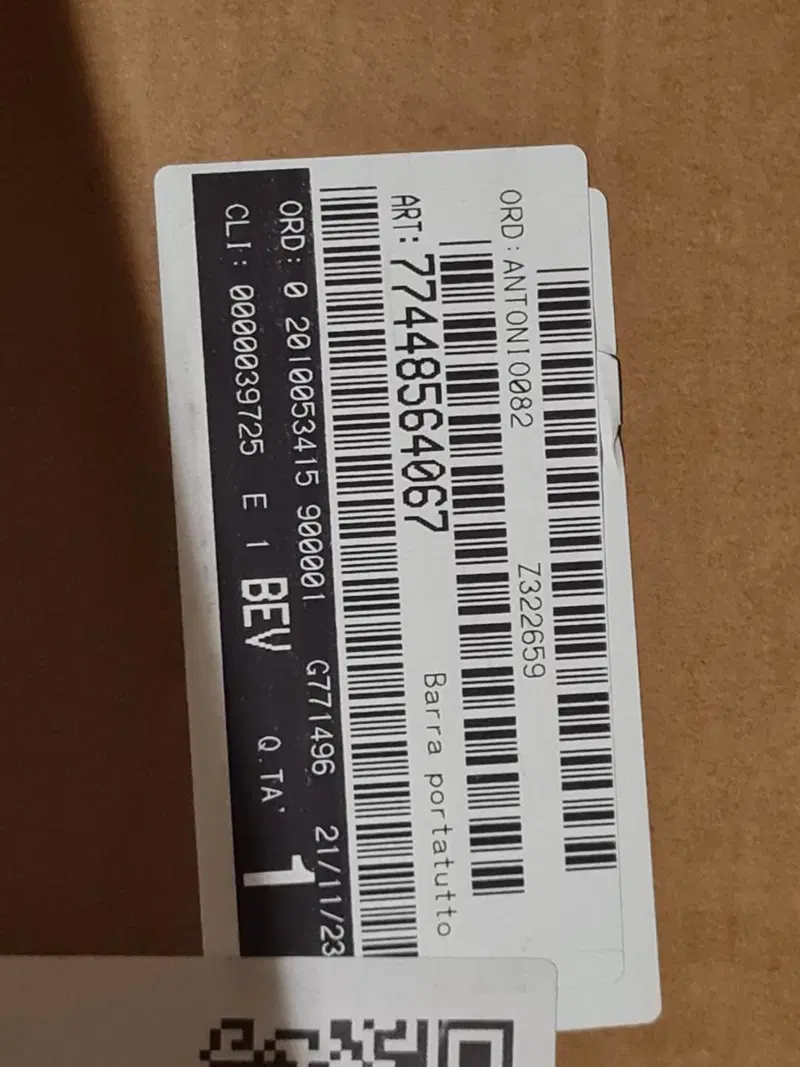 ORD:ANTONIO082 Z322659
ART: 77448564067 Barra portatutto
ORD: 0 2010053415 900001 G771496 21/11/23
CLI: 0000039725 E 1 BEV Q.TA' 1